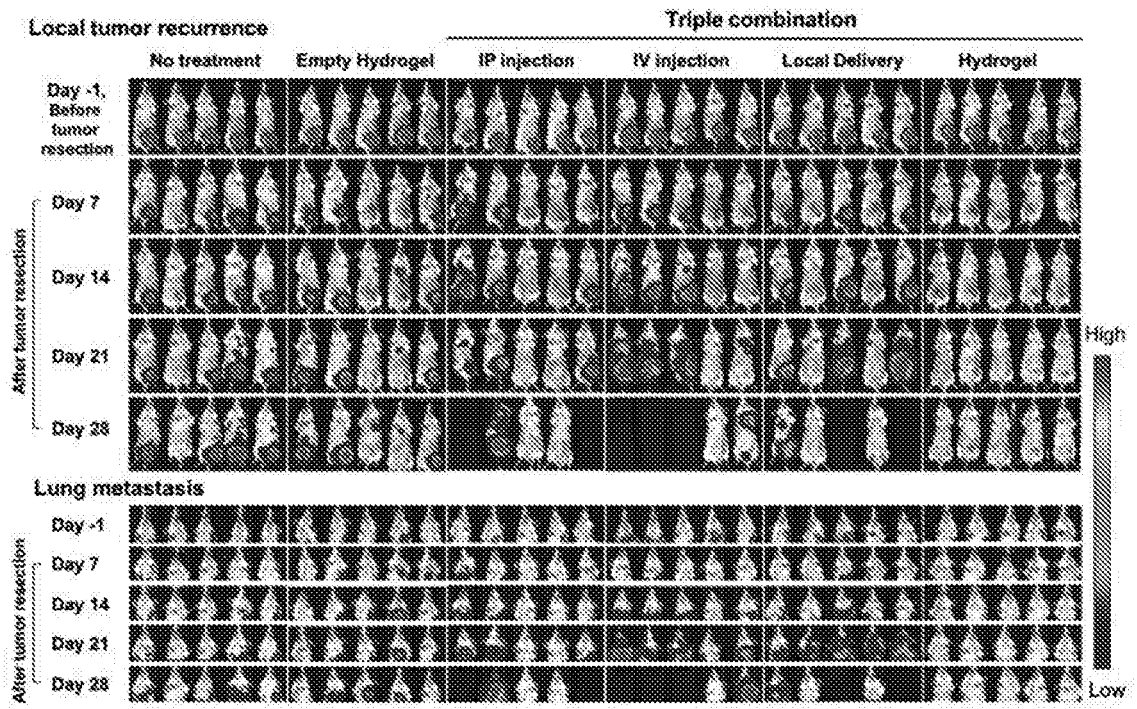 Local tumor recurrence
Triple combination
No treatment
Empty Hydrogel
IP injection
IV injection
Local Delivery
Hydrogel
Day -1,
Before
tumor
resection
After tumor resection
Day 7
Day 14
Day 21
Day 28
High
Low
Lung metastasis
Day -1
After tumor resection
Day 7
Day 14
Day 21
Day 28